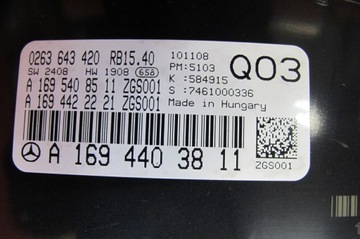 0263 643 420 RB15.40
SW 2408 HW 1908 658
A 169 540 85 11 ZGS001
A 169 442 22 21 ZGS001
101108
PM:5103
K : 584915
S :7461000336
Q03
Made in Hungary
A 169 440 38 11
ZGS001